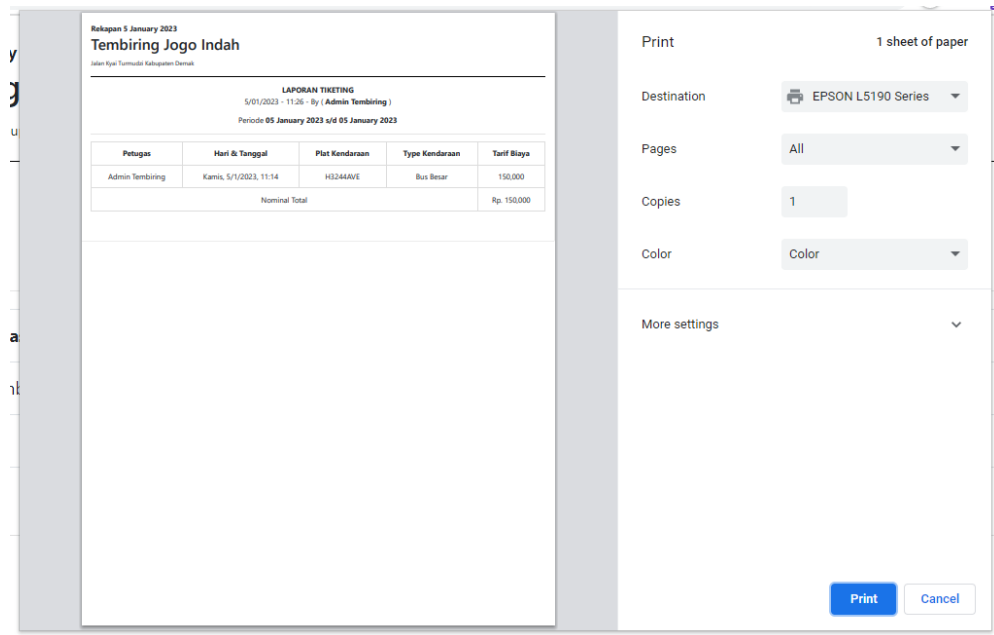 Rekapan 5 January 2023
Tembiring Jogo Indah
Jalan Kyai Turmudzi Kabupaten Demak
LAPORAN TIKETING
5/01/2023 - 11:26 - By ( Admin Tembiring )
Periode 05 January 2023 s/d 05 January 2023
Petugas Hari & Tanggal Plat Kendaraan Type Kendaraan Tarif Biaya
Admin Tembiring Kamis, 5/1/2023, 11:14 H3244AVE Bus Besar 150,000
Nominal Total Rp. 150,000
Print 1 sheet of paper
Destination EPSON L5190 Series
Pages All
Copies 1
Color Color
More settings
Print Cancel